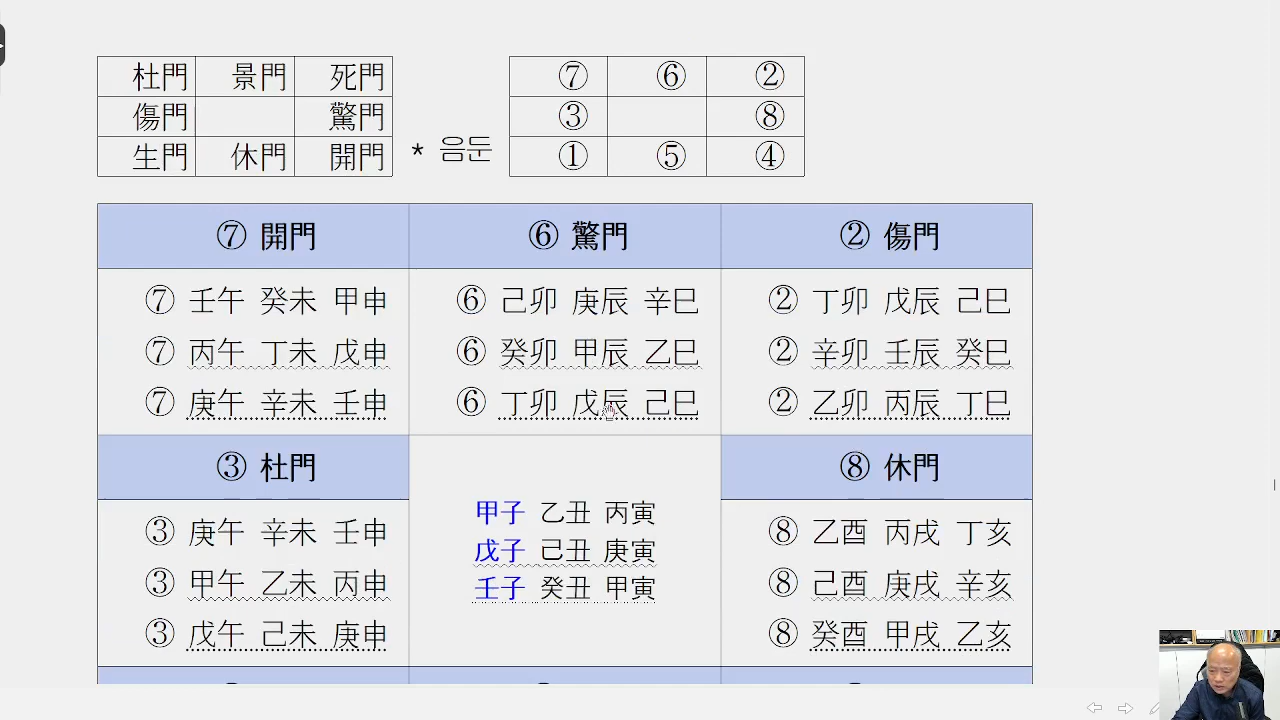 杜門 景門 死門
傷門 驚門
生門 休門 開門
* 음둔
⑦ ⑥ ②
③ ⑧
① ⑤ ④
⑦ 開門
⑥ 驚門
② 傷門
⑦ 壬午 癸未 甲申
⑦ 丙午 丁未 戊申
⑦ 庚午 辛未 壬申
⑥ 己卯 庚辰 辛巳
⑥ 癸卯 甲辰 乙巳
⑥ 丁卯 戊辰 己巳
② 丁卯 戊辰 己巳
② 辛卯 壬辰 癸巳
② 乙卯 丙辰 丁巳
③ 杜門
⑧ 休門
③ 庚午 辛未 壬申
③ 甲午 乙未 丙申
③ 戊午 己未 庚申
甲子 乙丑 丙寅
戊子 己丑 庚寅
壬子 癸丑 甲寅
⑧ 乙酉 丙戌 丁亥
⑧ 己酉 庚戌 辛亥
⑧ 癸酉 甲戌 乙亥